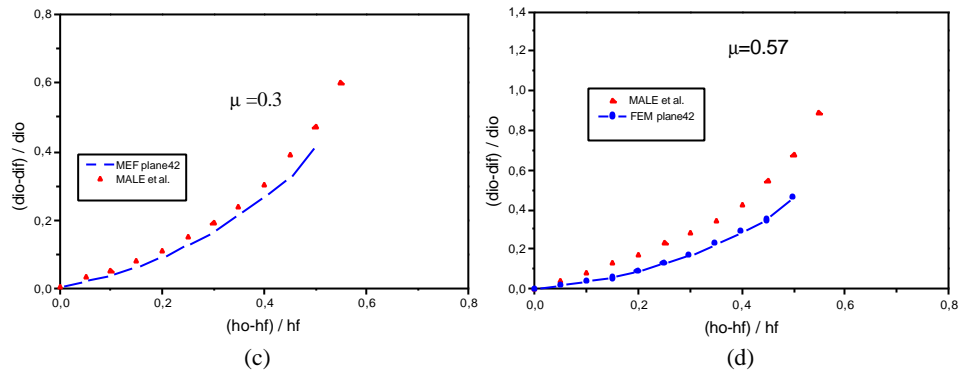 0,8
0,6
0,4
0,2
0,0
(dio-dif) / dio
μ =0.3
MEF plane42
MALE et al.
0,0 0,2 0,4 0,6 0,8
(ho-hf) / hf
(c)
1,4
1,2
1,0
0,8
0,6
0,4
0,2
0,0
(dio-dif) / dio
μ=0.57
MALE et al.
FEM plane42
0,0 0,2 0,4 0,6 0,8
(ho-hf) / hf
(d)